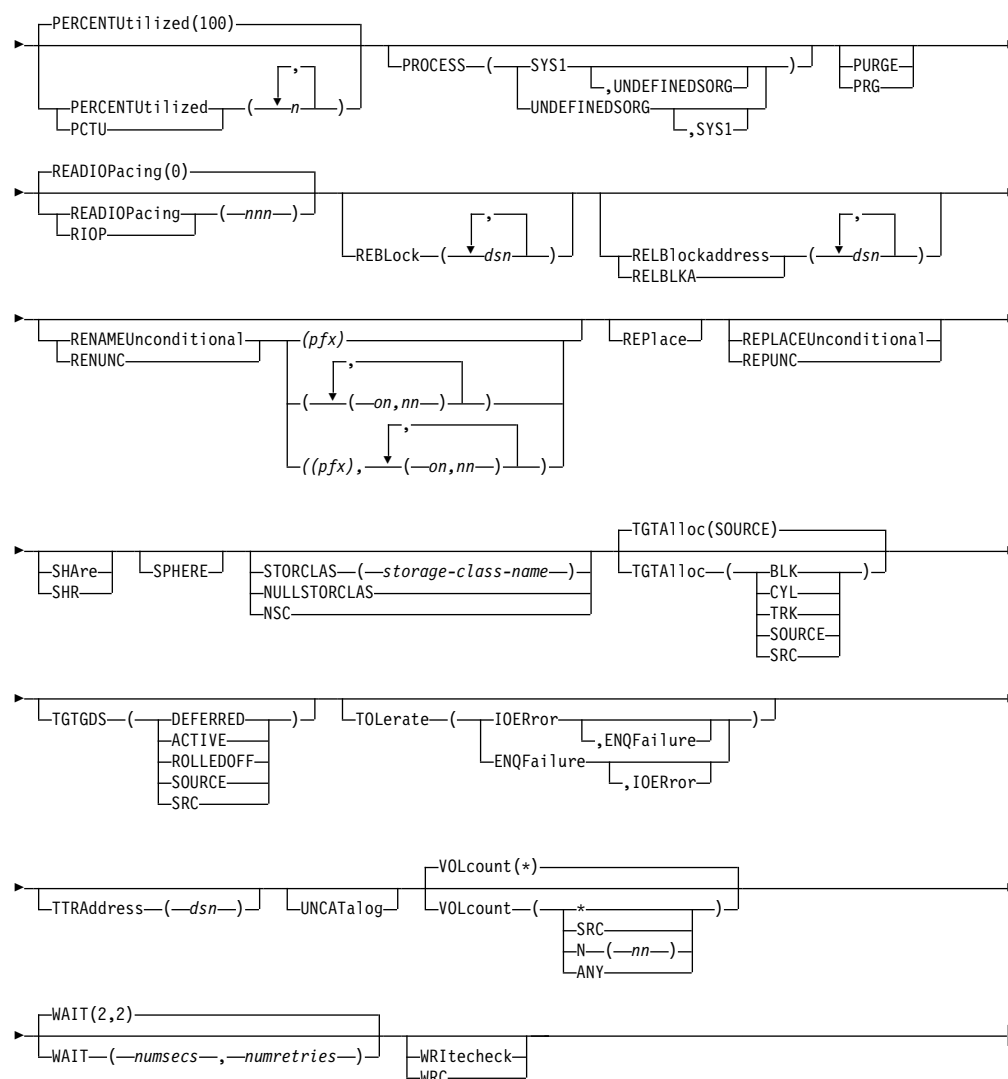 PERCENTUtilized(100)
PERCENTUtilized ( n , )
PCTU
PROCESS ( SYS1 ,UNDEFINEDSORG )
UNDEFINEDSORG ,SYS1
PURGE
PRG
READIOPacing(0)
READIOPacing ( nnn )
RIOP
REBLock ( dsn , )
RELBlockaddress ( dsn , )
RELBLKA
RENAMEUnconditional (pfx)
RENUNC
( , ( on,nn ) )
((pfx), , ( on,nn ) )
REPlace
REPLACEUnconditional
REPUNC
SHAre
SHR
SPHERE
STORCLAS ( storage-class-name )
NULLSTORCLAS
NSC
TGTAlloc(SOURCE)
TGTAlloc ( BLK )
CYL
TRK
SOURCE
SRC
TGTGDS ( DEFERRED )
ACTIVE
ROLLEDOFF
SOURCE
SRC
TOLerate ( IOERror ,ENQFailure )
ENQFailure ,IOERror
TTRAddress ( dsn )
UNCATalog
VOLcount(*)
VOLcount ( * )
SRC
N ( nn )
ANY
WAIT(2,2)
WAIT ( numsecs , numretries )
WRItecheck
WRC